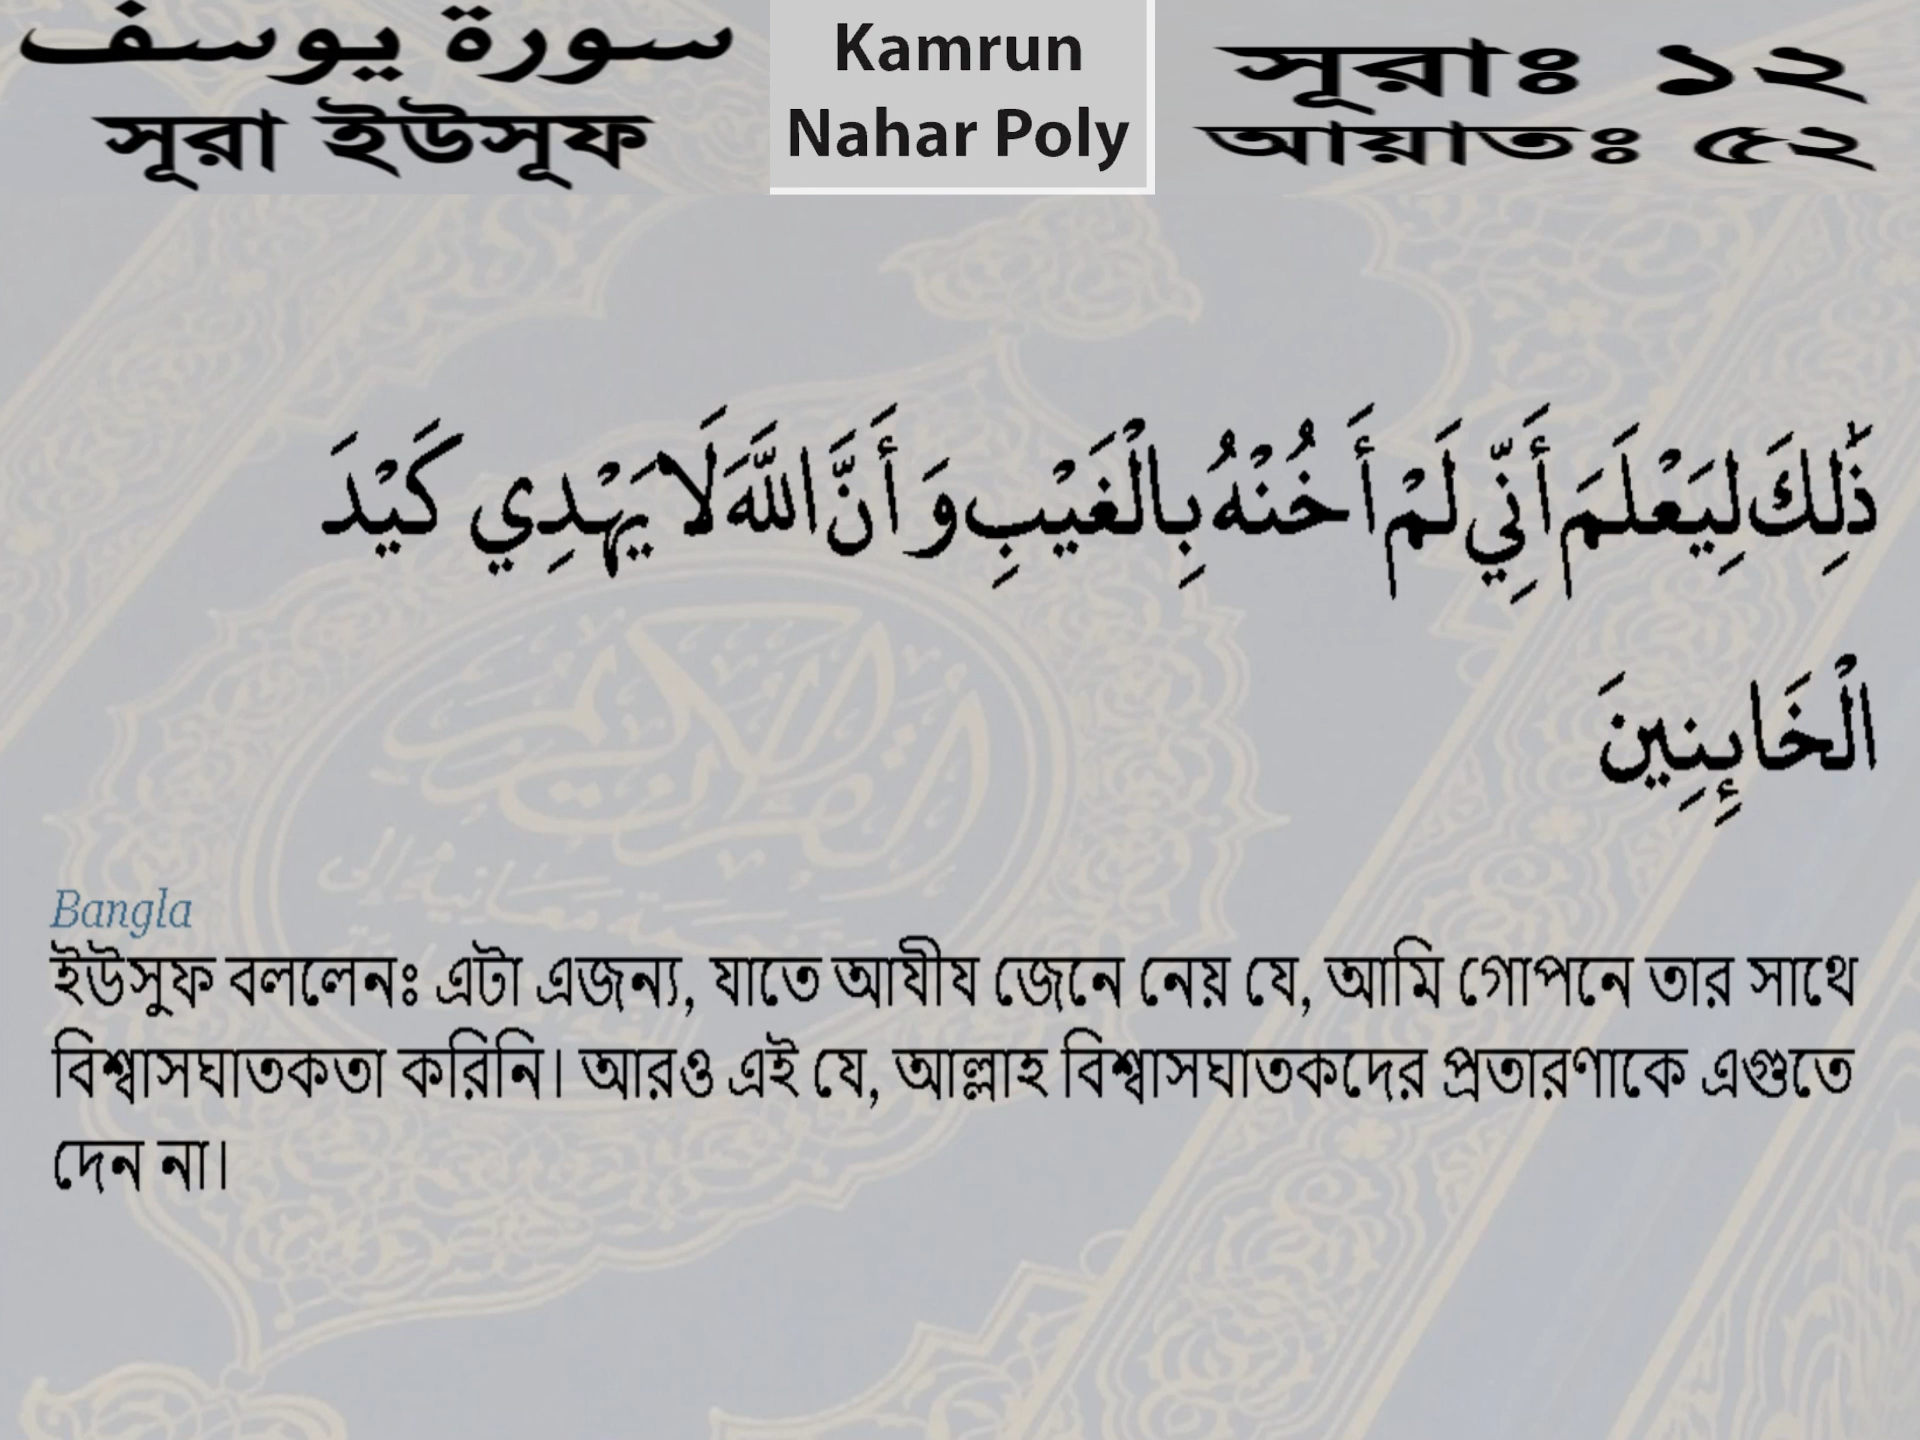 سورة يوسف
সূরা ইউসূফ
Kamrun
Nahar Poly
সূরাঃ ১২
আয়াতঃ ৫২
ذَٰلِكَ لِيَعْلَمَ أَنِّي لَمْ أَخُنْهُ بِالْغَيْبِ وَأَنَّ اللَّهَ لَا يَهْدِي كَيْدَ
الْخَائِنِينَ
Bangla
ইউসুফ বললেনঃ এটা এজন্য, যাতে আযীয জেনে নেয় যে, আমি গোপনে তার সাথে
বিশ্বাসঘাতকতা করিনি। আরও এই যে, আল্লাহ বিশ্বাসঘাতকদের প্রতারণাকে এগুতে
দেন না।